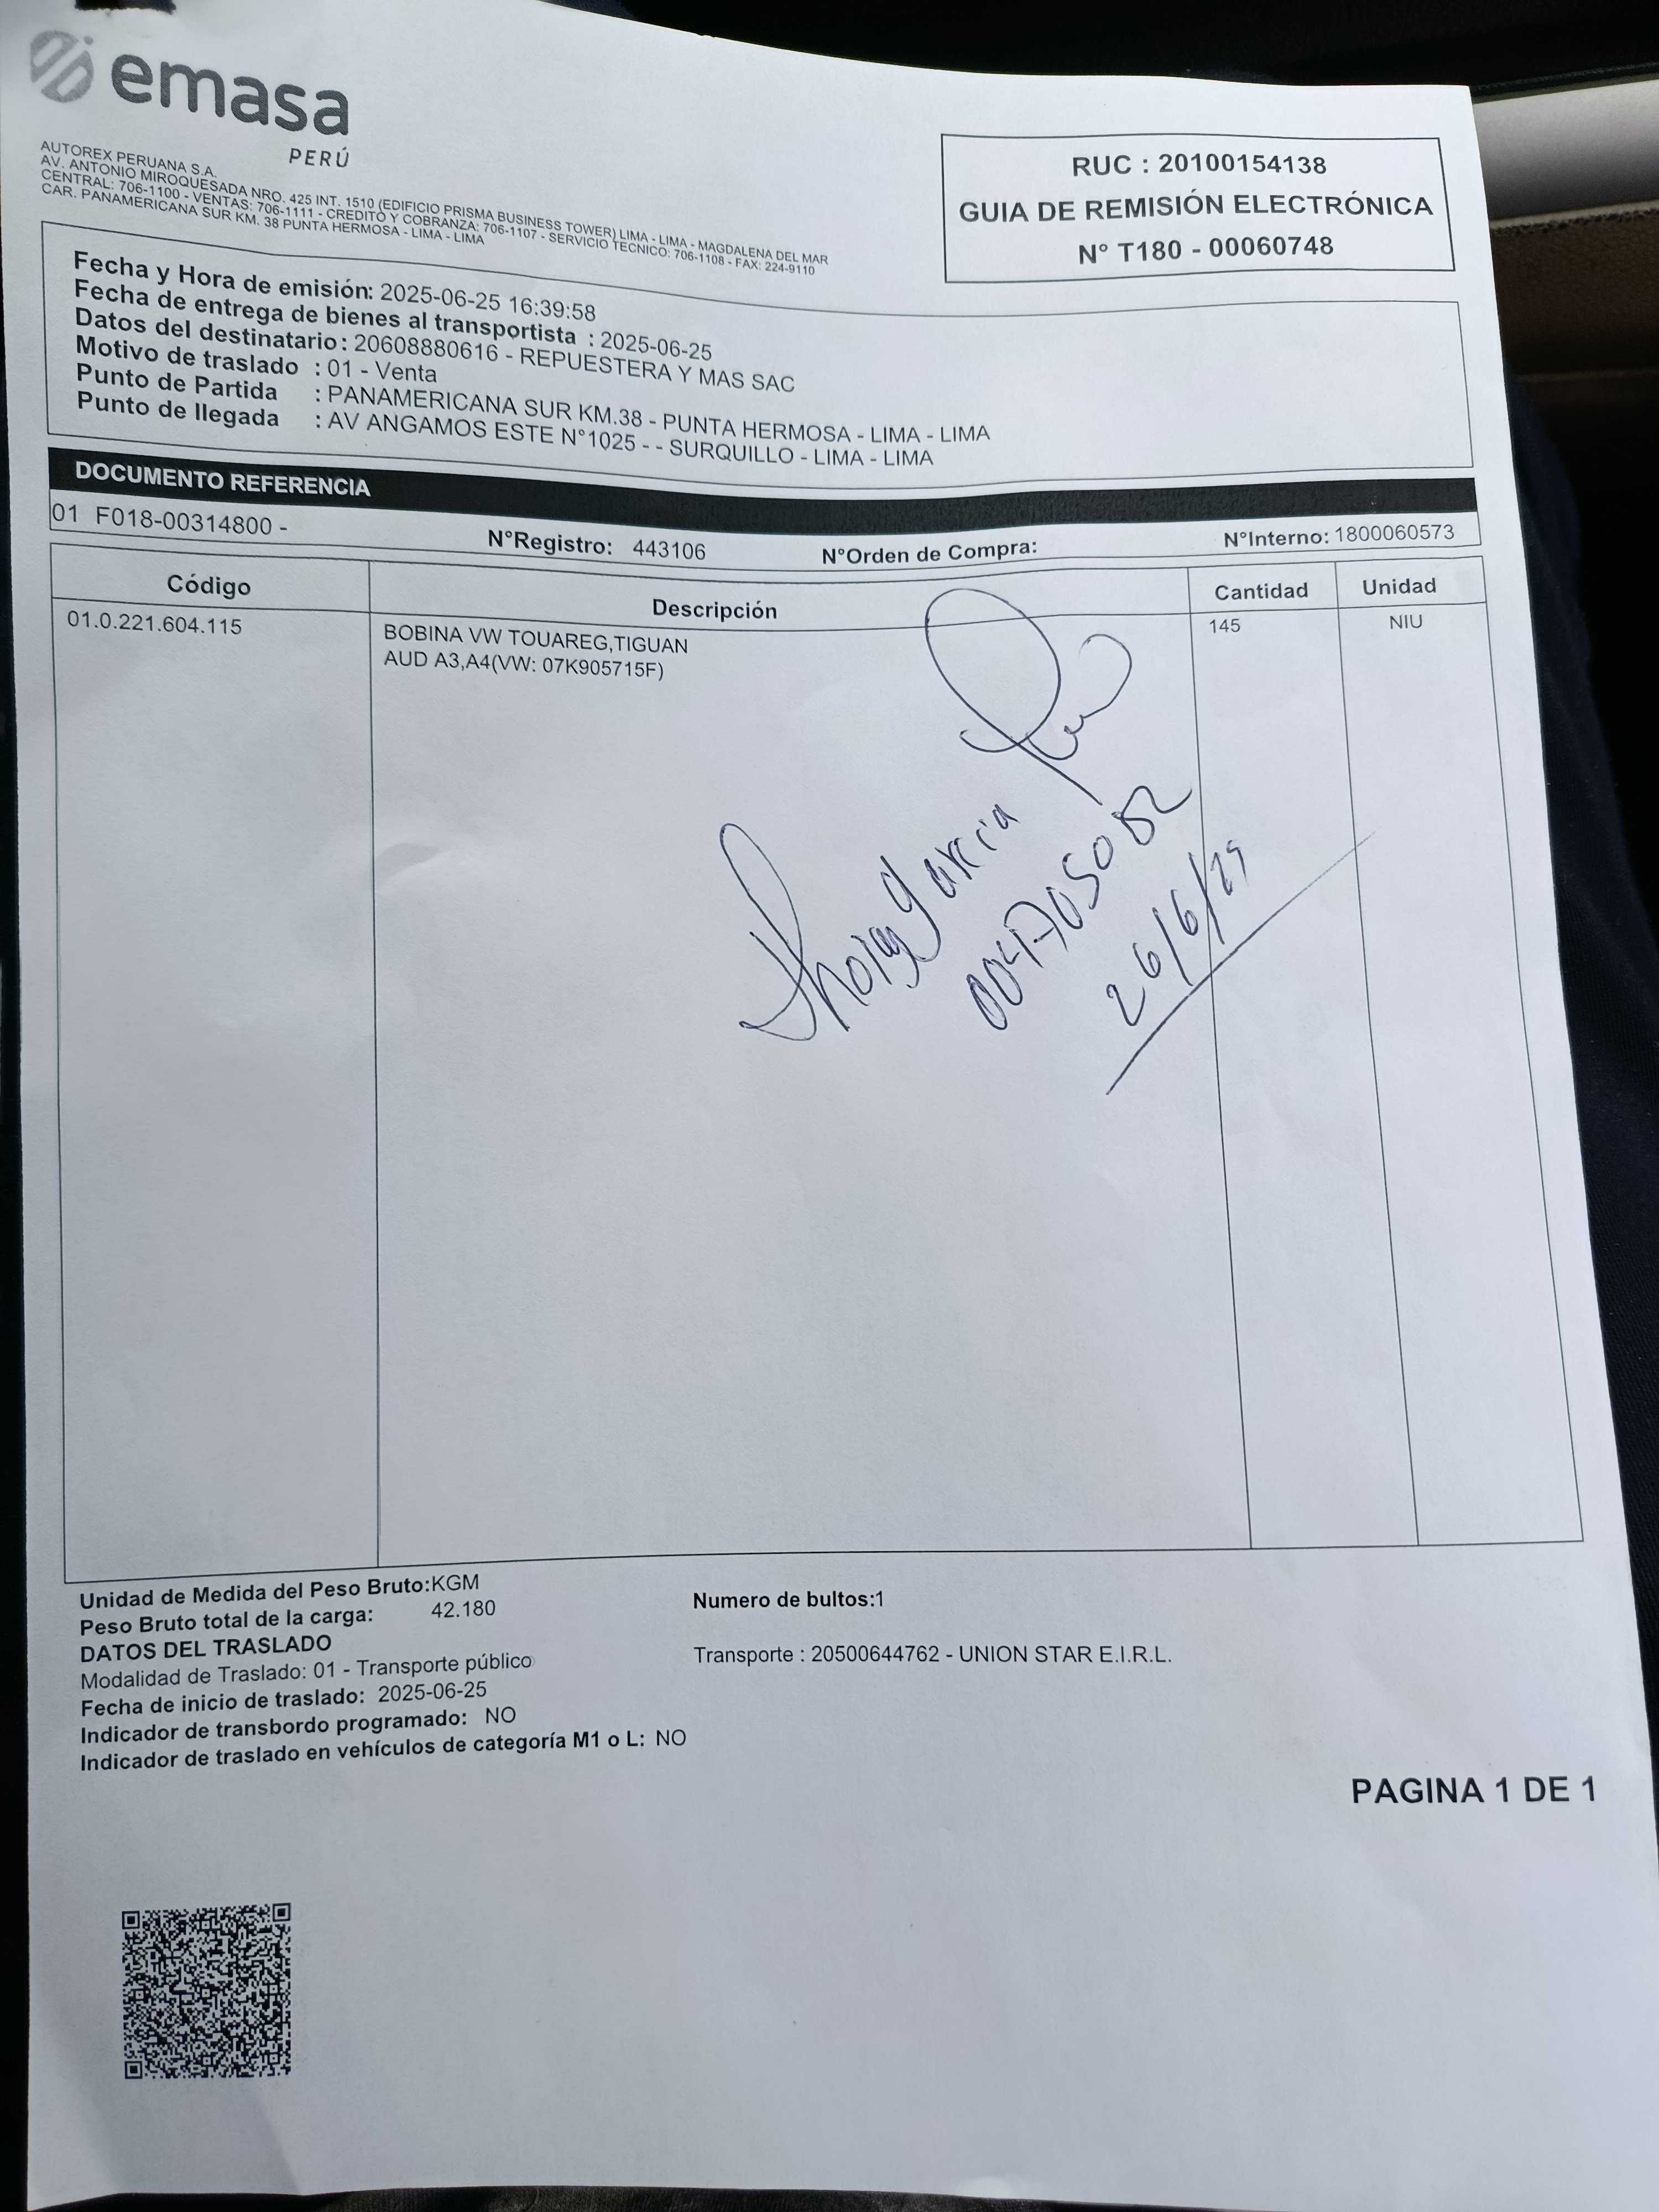 emasa
PERÚ
AUTOREX PERUANA S.A.
AV. ANTONIO MIROQUESADA NRO. 425 INT. 1510 (EDIFICIO PRISMA BUSINESS TOWER) LIMA - LIMA - MAGDALENA DEL MAR
CENTRAL: 706-1100 - VENTAS: 706-1111 - CREDITO Y COBRANZA: 706-1107 - SERVICIO TECNICO: 706-1108 - FAX: 224-9110
CAR. PANAMERICANA SUR KM. 38 PUNTA HERMOSA - LIMA - LIMA
RUC : 20100154138
GUIA DE REMISIÓN ELECTRÓNICA
N° T180 - 00060748
Fecha y Hora de emisión: 2025-06-25 16:39:58
Fecha de entrega de bienes al transportista : 2025-06-25
Datos del destinatario: 20608880616 - REPUESTERA Y MAS SAC
Motivo de traslado : 01 - Venta
Punto de Partida : PANAMERICANA SUR KM.38 - PUNTA HERMOSA - LIMA - LIMA
Punto de llegada : AV ANGAMOS ESTE N°1025 - - SURQUILLO - LIMA - LIMA
DOCUMENTO REFERENCIA
01 F018-00314800 - N°Registro: 443106 N°Orden de Compra: N°Interno: 1800060573
Código Descripción Cantidad Unidad
01.0.221.604.115 BOBINA VW TOUAREG,TIGUAN 145 NIU
AUD A3,A4(VW: 07K905715F)
Garcia
26/6/
Unidad de Medida del Peso Bruto:KGM
Peso Bruto total de la carga: 42.180 Numero de bultos:1
DATOS DEL TRASLADO
Modalidad de Traslado: 01 - Transporte público Transporte : 20500644762 - UNION STAR E.I.R.L.
Fecha de inicio de traslado: 2025-06-25
Indicador de transbordo programado: NO
Indicador de traslado en vehículos de categoría M1 o L: NO
PAGINA 1 DE 1